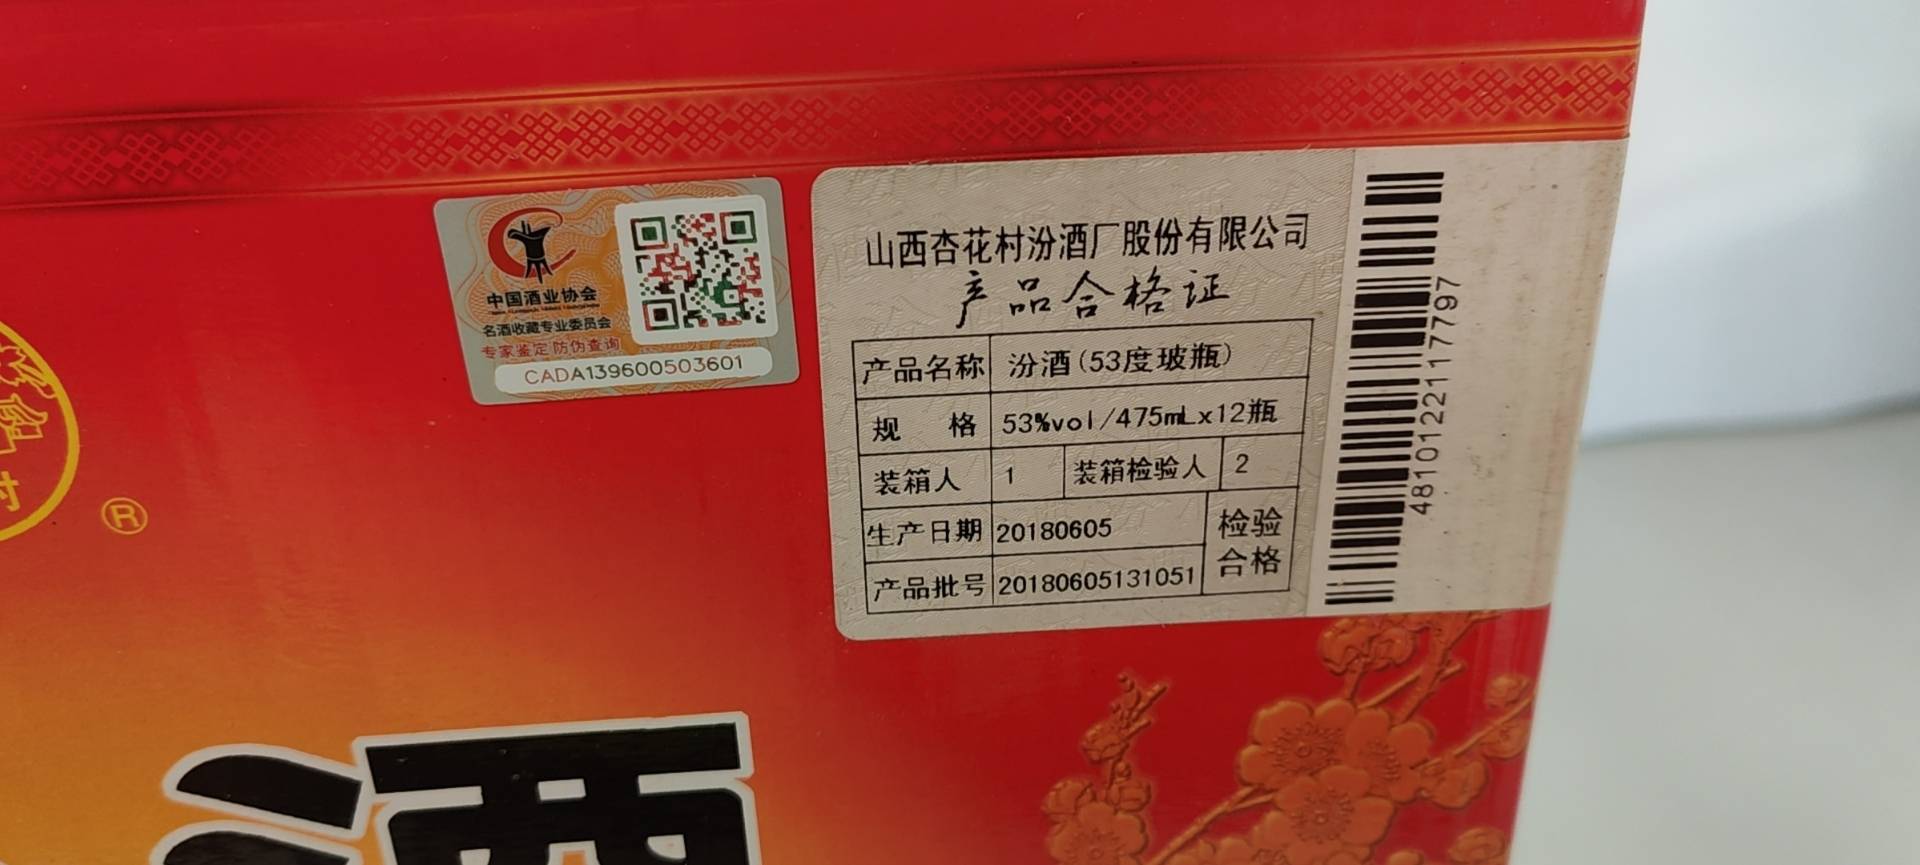 中国酒业协会
名酒收藏专业委员会
专家鉴定 防伪查询
CADA139600503601
山西杏花村汾酒厂股份有限公司
产品合格证
产品名称 汾酒(53度玻瓶)
规 格 53%vol/475mLx12瓶
装箱人 1 装箱检验人 2
生产日期 20180605 检验
产品批号 20180605131051 合格
48101221117797
村
®
酒